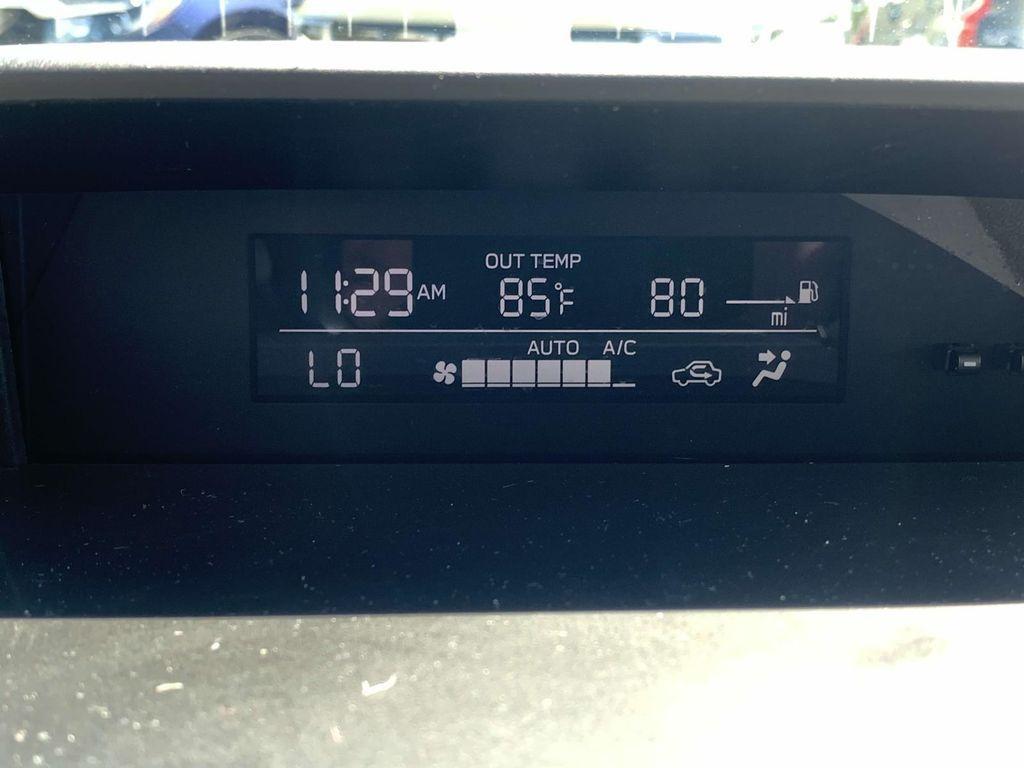 OUT TEMP
11:29 AM 85°F 80 mi
AUTO A/C
LO